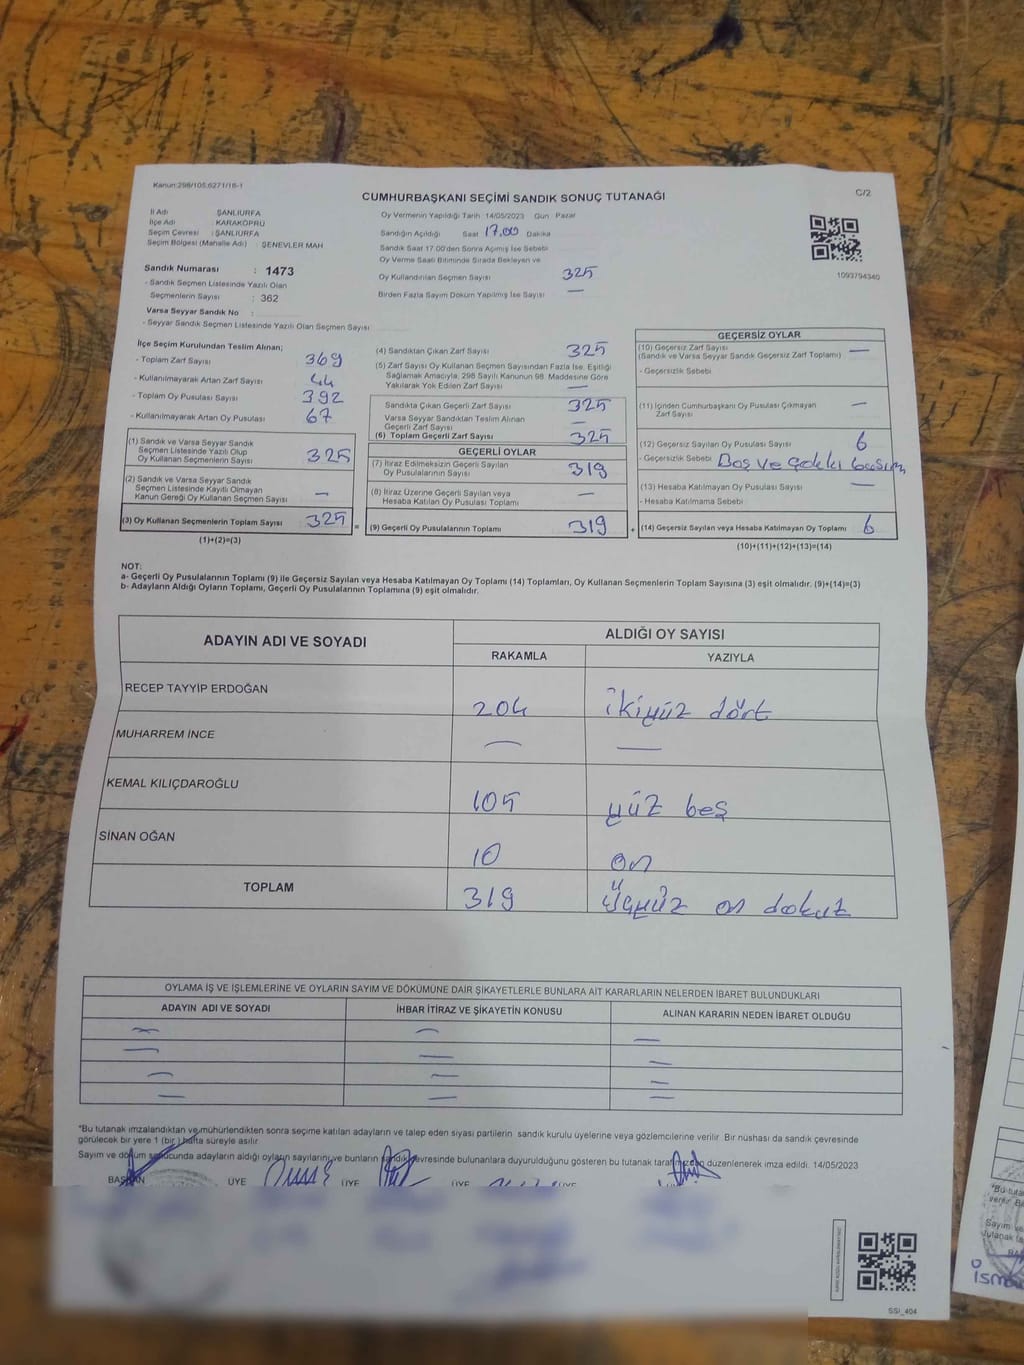 Kanun:298/105,6271/16-1
CUMHURBAŞKANI SEÇİMİ SANDIK SONUÇ TUTANAĞI
C/2
İl Adı : ŞANLIURFA
İlçe Adı : KARAKÖPRÜ
Seçim Çevresi : ŞANLIURFA
Seçim Bölgesi (Mahalle Adı) : ŞENEVLER MAH
Sandık Numarası : 1473
- Sandık Seçmen Listesinde Yazılı Olan
Seçmenlerin Sayısı : 362
Varsa Seyyar Sandık No :
- Seyyar Sandık Seçmen Listesinde Yazılı Olan Seçmen Sayısı
Oy Vermenin Yapıldığı Tarih 14/05/2023 Gün Pazar
Sandığın Açıldığı Saat 17.00 Dakika
Sandık Saat 17.00'den Sonra Açılmış İse Sebebi
Oy Verme Saati Bitiminde Sırada Bekleyen ve
Oy Kullandırılan Seçmen Sayısı 325
Birden Fazla Sayım Döküm Yapılmış İse Sayısı —
1093794340
İlçe Seçim Kurulundan Teslim Alınan;
- Toplam Zarf Sayısı 369
- Kullanılmayarak Artan Zarf Sayısı 44
- Toplam Oy Pusulası 392
- Kullanılmayarak Artan Oy Pusulası 67
(1) Sandık ve Varsa Seyyar Sandık
Seçmen Listesinde Yazılı Olup
Oy Kullanan Seçmenlerin Sayısı 325
(2) Sandık ve Varsa Seyyar Sandık
Seçmen Listesinde Kayıtlı Olmayan
Kanun Gereği Oy Kullanan Seçmen Sayısı —
(3) Oy Kullanan Seçmenlerin Toplam Sayısı 325 =
(1)+(2)=(3)
(4) Sandıktan Çıkan Zarf Sayısı 325
(5) Zarf Sayısı Oy Kullanan Seçmen Sayısından Fazla İse, Eşitliği
Sağlamak Amacıyla, 298 Sayılı Kanunun 98. Maddesine Göre
Yakılarak Yok Edilen Zarf Sayısı —
Sandıkta Çıkan Geçerli Zarf Sayısı 325
Varsa Seyyar Sandıktan Teslim Alınan
Geçerli Zarf Sayısı —
(6) Toplam Geçerli Zarf Sayısı 325
GEÇERLİ OYLAR
(7) İtiraz Edilmeksizin Geçerli Sayılan
Oy Pusulası Sayısı 319
(8) İtiraz Üzerine Geçerli Sayılan veya
Hesaba Katılan Oy Pusulası Toplamı —
(9) Geçerli Oy Pusulalarının Toplamı 319 +
GEÇERSİZ OYLAR
(10) Geçersiz Zarf Sayısı —
(Sandık ve Varsa Seyyar Sandık Geçersiz Zarf Toplamı)
- Geçersizlik Sebebi
(11) İçinden Cumhurbaşkanı Oy Pusulası Çıkmayan
Zarf Sayısı —
(12) Geçersiz Sayılan Oy Pusulası Sayısı 6
- Geçersizlik Sebebi Boş ve
(13) Hesaba Katılmayan Oy Pusulası Sayısı —
- Hesaba Katılmama Sebebi
(14) Geçersiz Sayılan veya Hesaba Katılmayan Oy Toplamı 6
(10)+(11)+(12)+(13)=(14)
NOT:
a- Geçerli Oy Pusulalarının Toplamı (9) ile Geçersiz Sayılan veya Hesaba Katılmayan Oy Toplamı (14) Toplamları, Oy Kullanan Seçmenlerin Toplam Sayısına (3) eşit olmalıdır. (9)+(14)=(3)
b- Adayların Aldığı Oyların Toplamı, Geçerli Oy Pusulalarının Toplamına (9) eşit olmalıdır.
ADAYIN ADI VE SOYADI ALDIĞI OY SAYISI
RAKAMLA YAZIYLA
RECEP TAYYİP ERDOĞAN 204 ikiyüz dört
MUHARREM İNCE — —
KEMAL KILIÇDAROĞLU 105 yüz beş
SİNAN OĞAN 10 on
TOPLAM 319 üçyüz on dokuz
OYLAMA İŞ VE İŞLEMLERİNE VE OYLARIN SAYIM VE DÖKÜMÜNE DAİR ŞİKAYETLERLE BUNLARA AİT KARARLARIN NELERDEN İBARET BULUNDUKLARI
ADAYIN ADI VE SOYADI İHBAR İTİRAZ VE ŞİKAYETİN KONUSU ALINAN KARARIN NEDEN İBARET OLDUĞU
— — —
— — —
— — —
— — —
*Bu tutanak imzalandıktan ve mühürlendikten sonra seçime katılan adayların ve talep eden siyasi partilerin sandık kurulu üyelerine veya gözlemcilerine verilir. Bir nüshası da sandık çevresinde
görülecek bir yere 1 (bir ) hafta süreyle asılır.
Sayım ve döküm sonucunda adayların aldığı oyların sayılarını ve bunların sandık çevresinde bulunanlara duyurulduğunu gösteren bu tutanak tarafımızdan düzenlenerek imza edildi. 14/05/2023
BAŞKAN ÜYE ÜYE ÜYE ÜYE
SSI_404